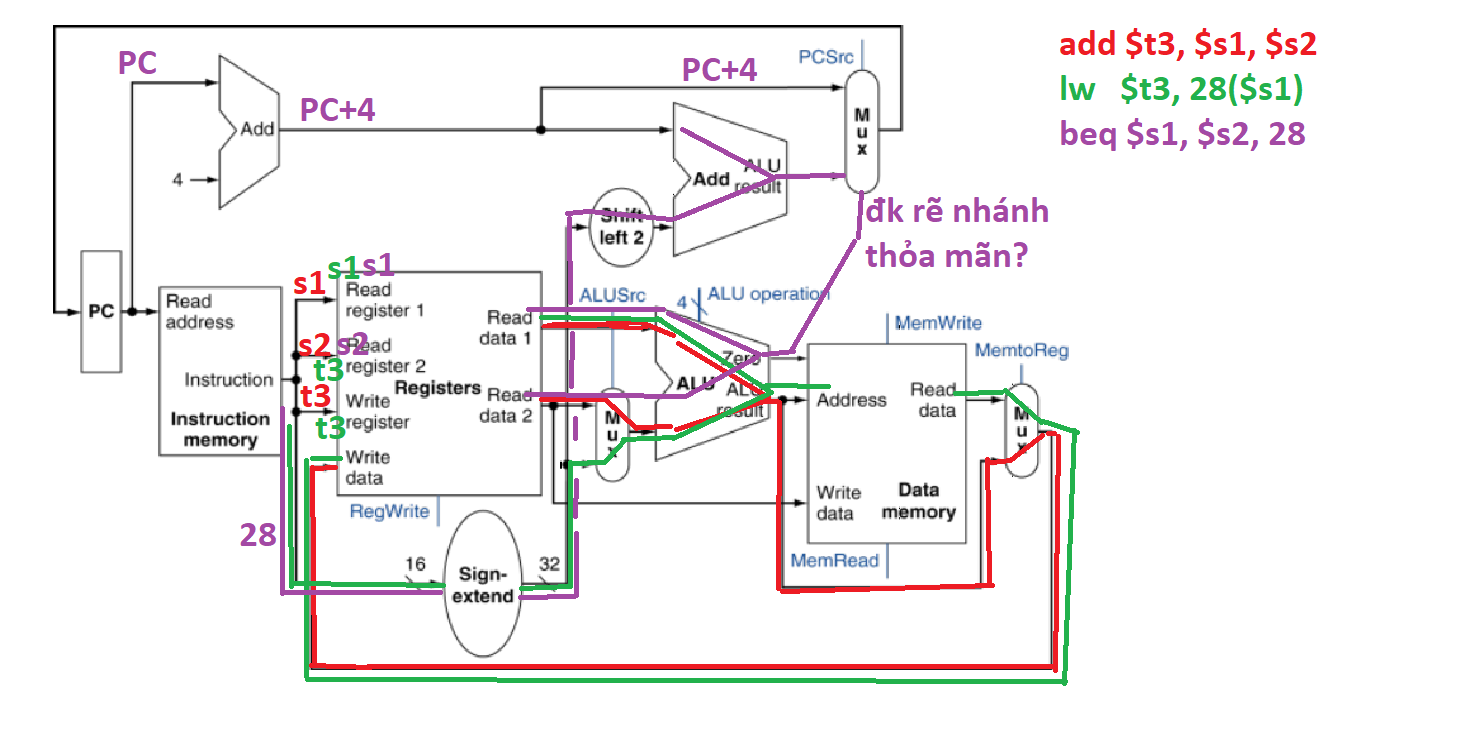 PC
PC+4
Add
4
PC+4
PCSrc
M
u
x
add $t3, $s1, $s2
lw $t3, 28($s1)
beq $s1, $s2, 28
Add
ALU
result
Shift
left 2
đk rẽ nhánh
thỏa mãn?
PC
Read
address
Instruction
Instruction
memory
s1
s1
s1
s2
s2
t3
t3
t3
Read
register 1
Read
register 2
Registers
Write
register
Write
data
Read
data 1
Read
data 2
RegWrite
ALUSrc
M
u
x
4
ALU operation
Zero
ALU
ALU
result
MemWrite
Address
Read
data
Write
data
Data
memory
MemRead
MemtoReg
M
u
x
28
16
Sign-
extend
32